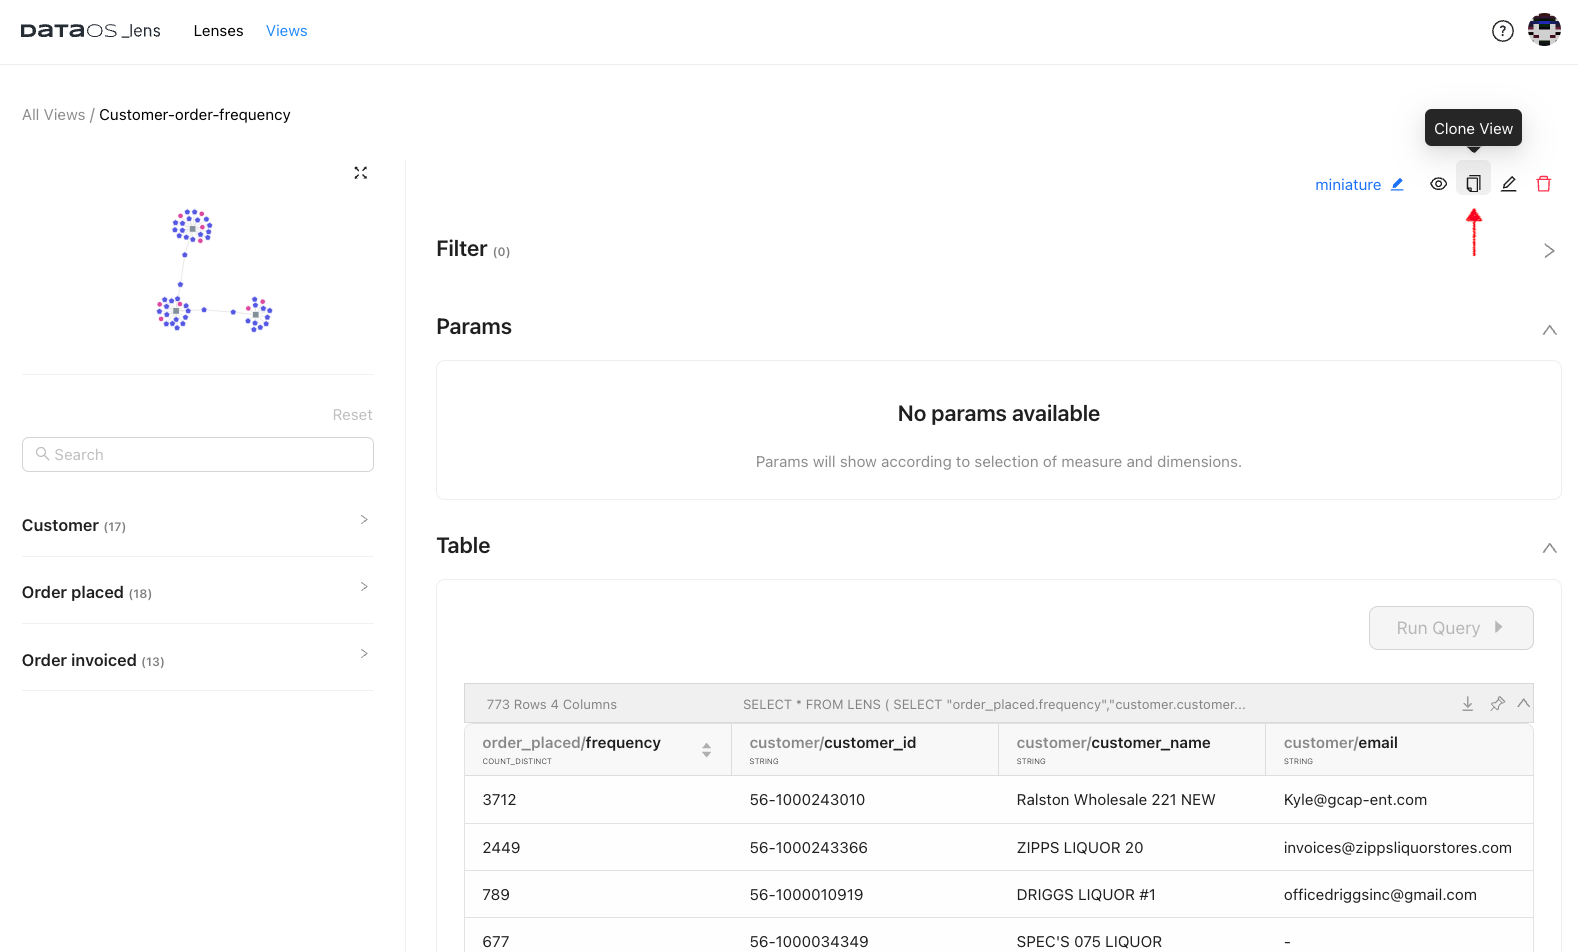 DATAOS_lens Lenses Views ?
All Views / Customer-order-frequency
Clone View
miniature
Filter (0)
Params
No params available
Params will show according to selection of measure and dimensions.
Reset
Search
Customer (17)
Order placed (18)
Order invoiced (13)
Table
Run Query
773 Rows 4 Columns SELECT * FROM LENS ( SELECT "order_placed.frequency","customer.customer...
order_placed/frequency customer/customer_id customer/customer_name customer/email
COUNT_DISTINCT STRING STRING STRING
3712 56-1000243010 Ralston Wholesale 221 NEW Kyle@gcap-ent.com
2449 56-1000243366 ZIPPS LIQUOR 20 invoices@zippsliquorstores.com
789 56-1000010919 DRIGGS LIQUOR #1 officedriggsinc@gmail.com
677 56-1000034349 SPEC'S 075 LIQUOR -